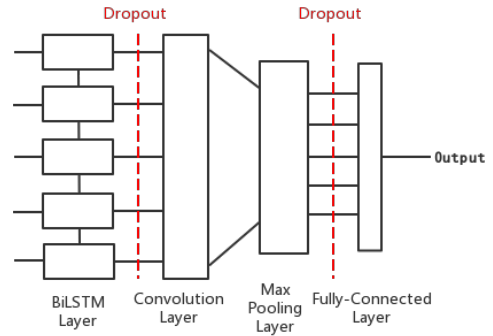 Dropout
Dropout
Output
BiLSTM
Layer
Convolution
Layer
Max
Pooling
Layer
Fully-Connected
Layer